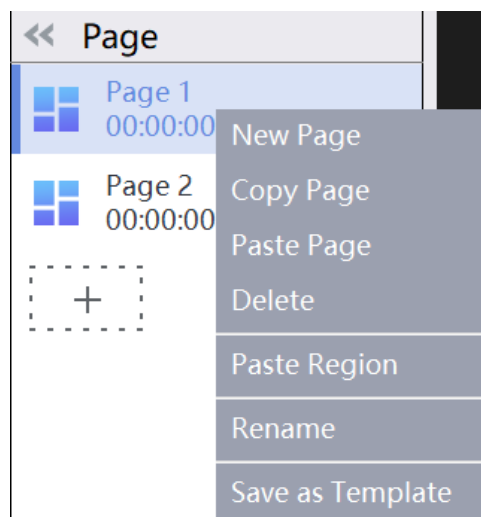 Page
Page 1
00:00:00
Page 2
00:00:00
New Page
Copy Page
Paste Page
Delete
Paste Region
Rename
Save as Template